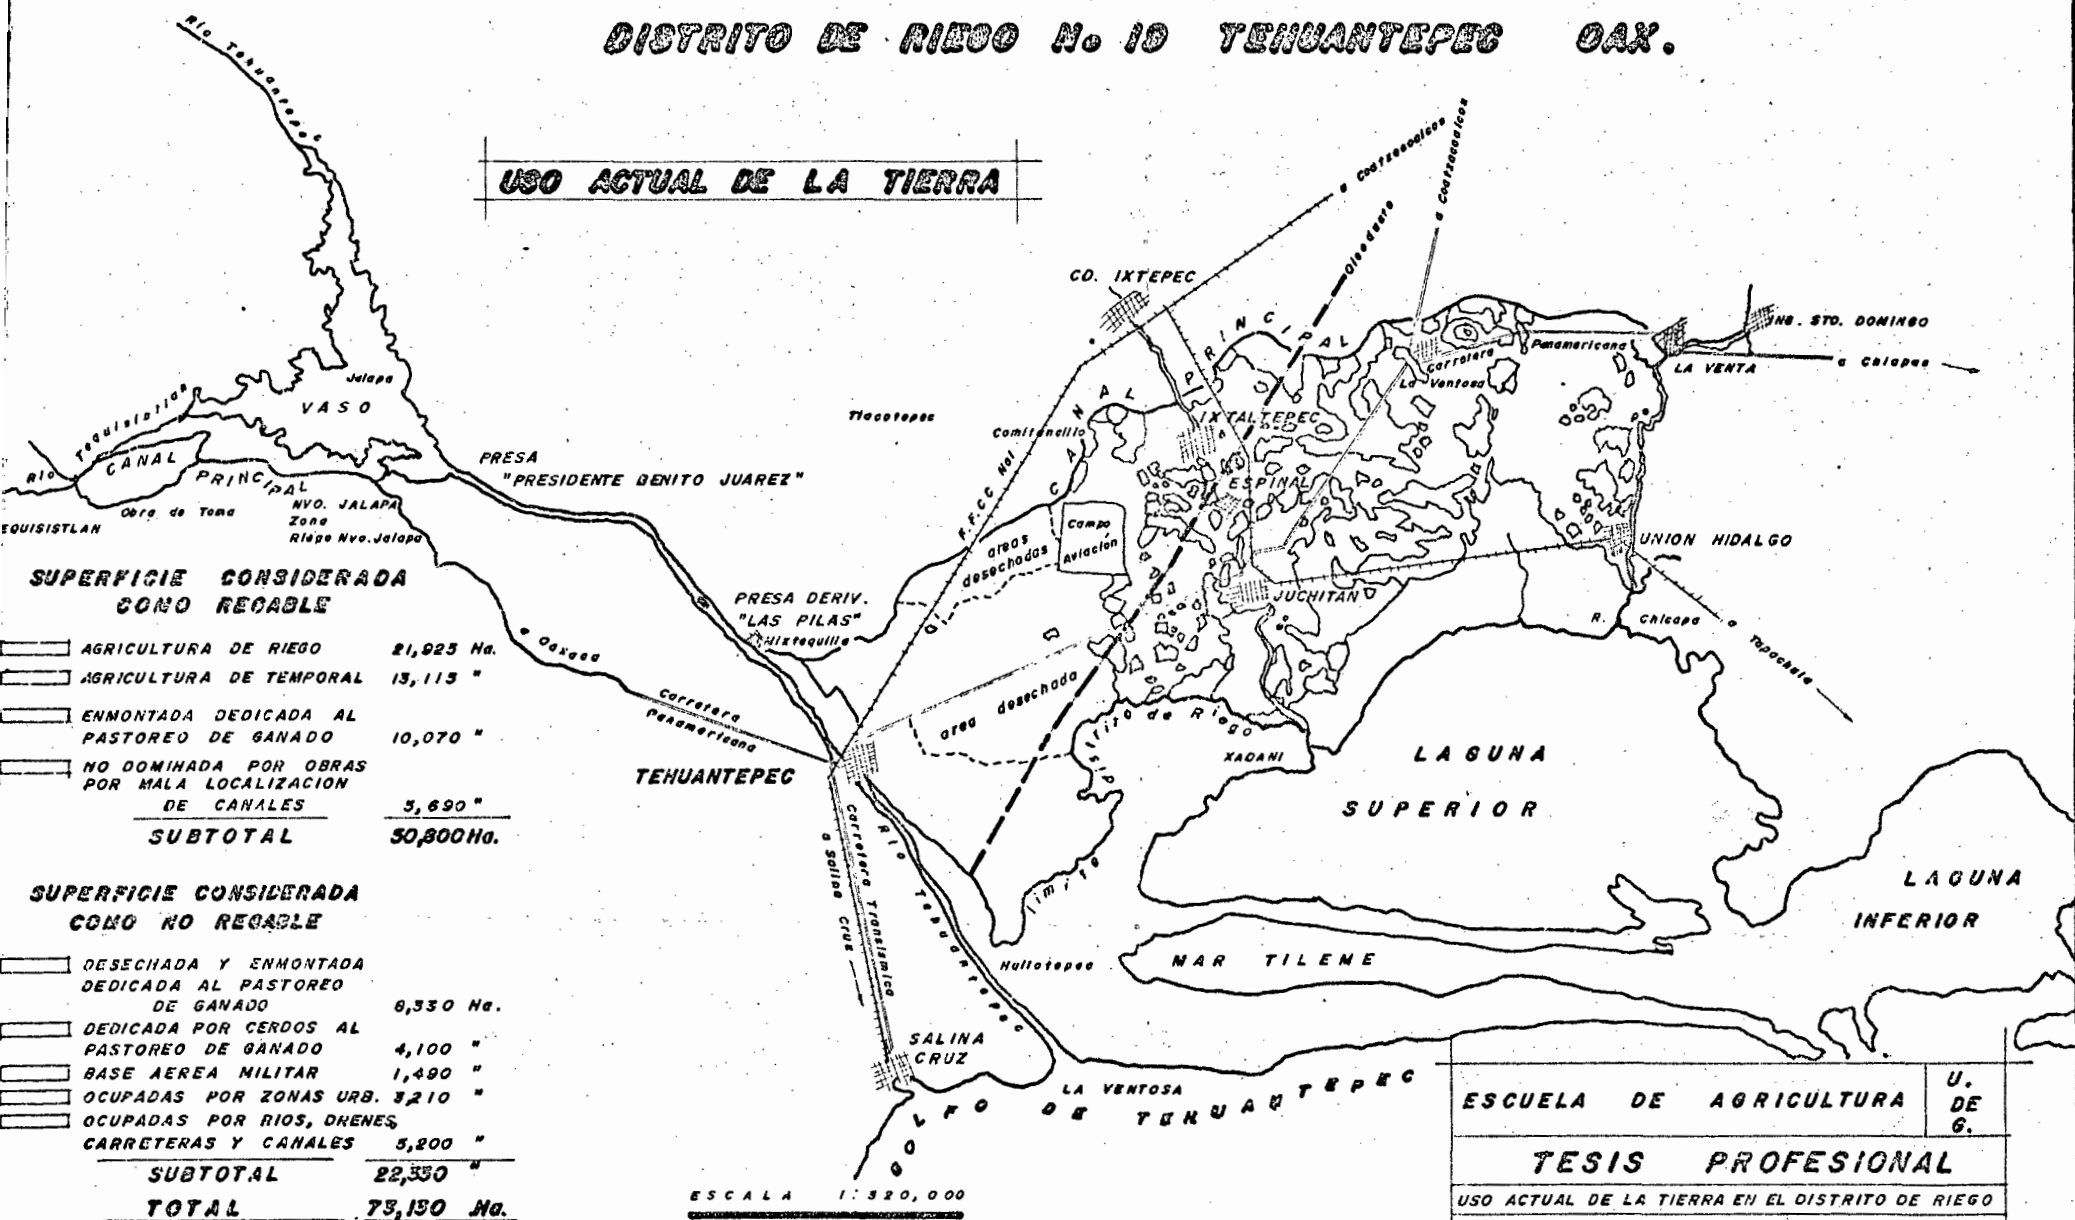 DISTRITO DE RIEGO No 19 TEHUANTEPEC OAX.
USO ACTUAL DE LA TIERRA
Río Tehuantepec
a Coatzacoalcos
a Coatzacoalcos
Oleoducto
CD. IXTEPEC
CANAL PRINCIPAL
ING. STO. DOMINGO
Carretera Panamericana
La Ventosa
LA VENTA
a Chiapas
Jalapa
VASO
Río Tequisistlan
CANAL PRINCIPAL
Obra de Toma
EQUISISTLAN
NVO. JALAPA
Zona
Riego Nvo. Jalapa
PRESA
"PRESIDENTE BENITO JUAREZ"
Tlacotepec
Comitancillo
IXTALTEPEC
ESPINAL
F.F.C.C. Nal
Campo
Aviación
areas
desechadas
UNION HIDALGO
JUCHITAN
R. Chicapa
a Tapachula
PRESA DERIV.
"LAS PILAS"
Mixtequilla
a Oaxaca
Carretera
Panamericana
area desechada
limite distrito de Riego
XADANI
TEHUANTEPEC
LAGUNA
SUPERIOR
LAGUNA
INFERIOR
MAR TILEME
Carretera Transismica
a Salina Cruz
Rio Tehuantepec
Huilotepec
SALINA
CRUZ
LA VENTOSA
GOLFO DE TEHUANTEPEC
SUPERFICIE CONSIDERADA
COMO REGABLE
AGRICULTURA DE RIEGO 21,925 Ha.
AGRICULTURA DE TEMPORAL 13,115 "
ENMONTADA DEDICADA AL
PASTOREO DE GANADO 10,070 "
NO DOMINADA POR OBRAS
POR MALA LOCALIZACION
DE CANALES 5,690 "
SUBTOTAL 50,800 Ha.
SUPERFICIE CONSIDERADA
COMO NO REGABLE
DESECHADA Y ENMONTADA
DEDICADA AL PASTOREO
DE GANADO 8,330 Ha.
DEDICADA POR CERDOS AL
PASTOREO DE GANADO 4,100 "
BASE AEREA MILITAR 1,490 "
OCUPADAS POR ZONAS URB. 3,210 "
OCUPADAS POR RIOS, DRENES,
CARRETERAS Y CANALES 5,200 "
SUBTOTAL 22,330 "
TOTAL 73,130 Ha.
ESCALA 1:320,000
ESCUELA DE AGRICULTURA
U.
DE
G.
TESIS PROFESIONAL
USO ACTUAL DE LA TIERRA EN EL DISTRITO DE RIEGO